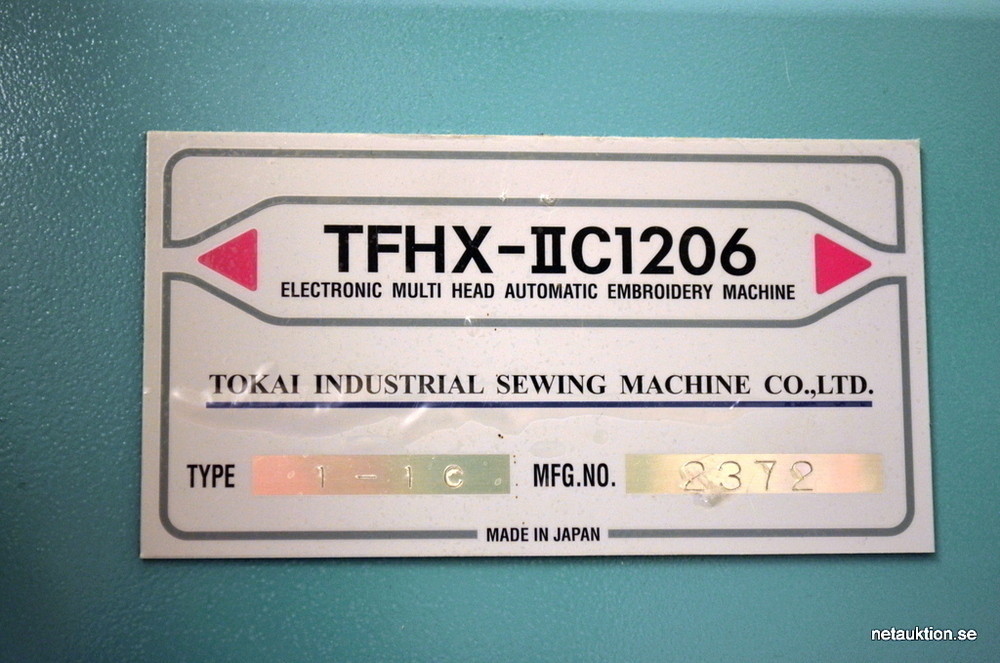 TFHX-IIC1206
ELECTRONIC MULTI HEAD AUTOMATIC EMBROIDERY MACHINE
TOKAI INDUSTRIAL SEWING MACHINE CO.,LTD.
TYPE 1-1C MFG.NO. 2372
MADE IN JAPAN
netauktion.se